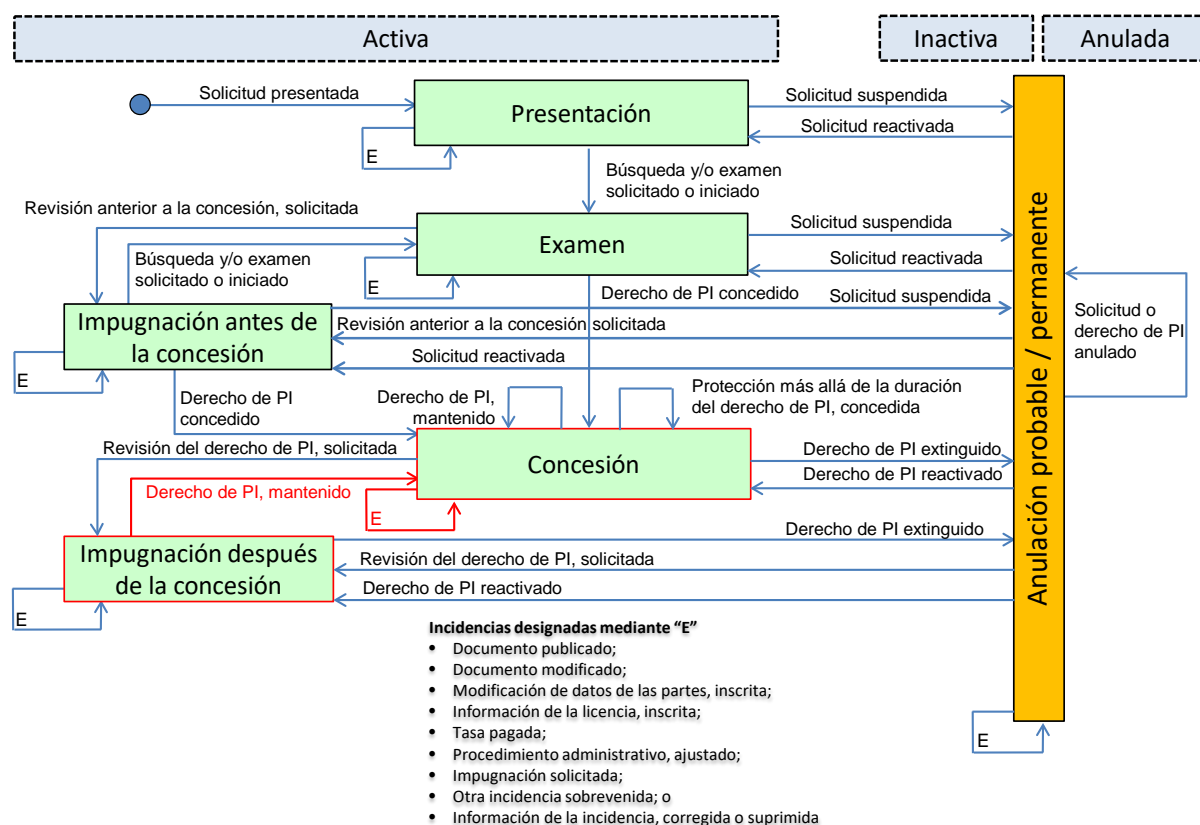 Activa
Inactiva
Anulada
Solicitud presentada
Presentación
Solicitud suspendida
Solicitud reactivada
E
Búsqueda y/o examen
solicitado o iniciado
Revisión anterior a la concesión, solicitada
Examen
Solicitud suspendida
Solicitud reactivada
Búsqueda y/o examen
solicitado o iniciado
E
Derecho de PI concedido
Solicitud suspendida
Impugnación antes de
la concesión
Revisión anterior a la concesión solicitada
Solicitud reactivada
E
Solicitud o
derecho de PI
anulado
Anulación probable / permanente
Derecho de PI
concedido
Derecho de PI,
mantenido
Protección más allá de la duración
del derecho de PI, concedida
Revisión del derecho de PI, solicitada
Concesión
Derecho de PI extinguido
Derecho de PI reactivado
Derecho de PI, mantenido
E
Impugnación después
de la concesión
Derecho de PI extinguido
Revisión del derecho de PI, solicitada
Derecho de PI reactivado
E
Incidencias designadas mediante “E”
• Documento publicado;
• Documento modificado;
• Modificación de datos de las partes, inscrita;
• Información de la licencia, inscrita;
• Tasa pagada;
• Procedimiento administrativo, ajustado;
• Impugnación solicitada;
• Otra incidencia sobrevenida; o
• Información de la incidencia, corregida o suprimida
E